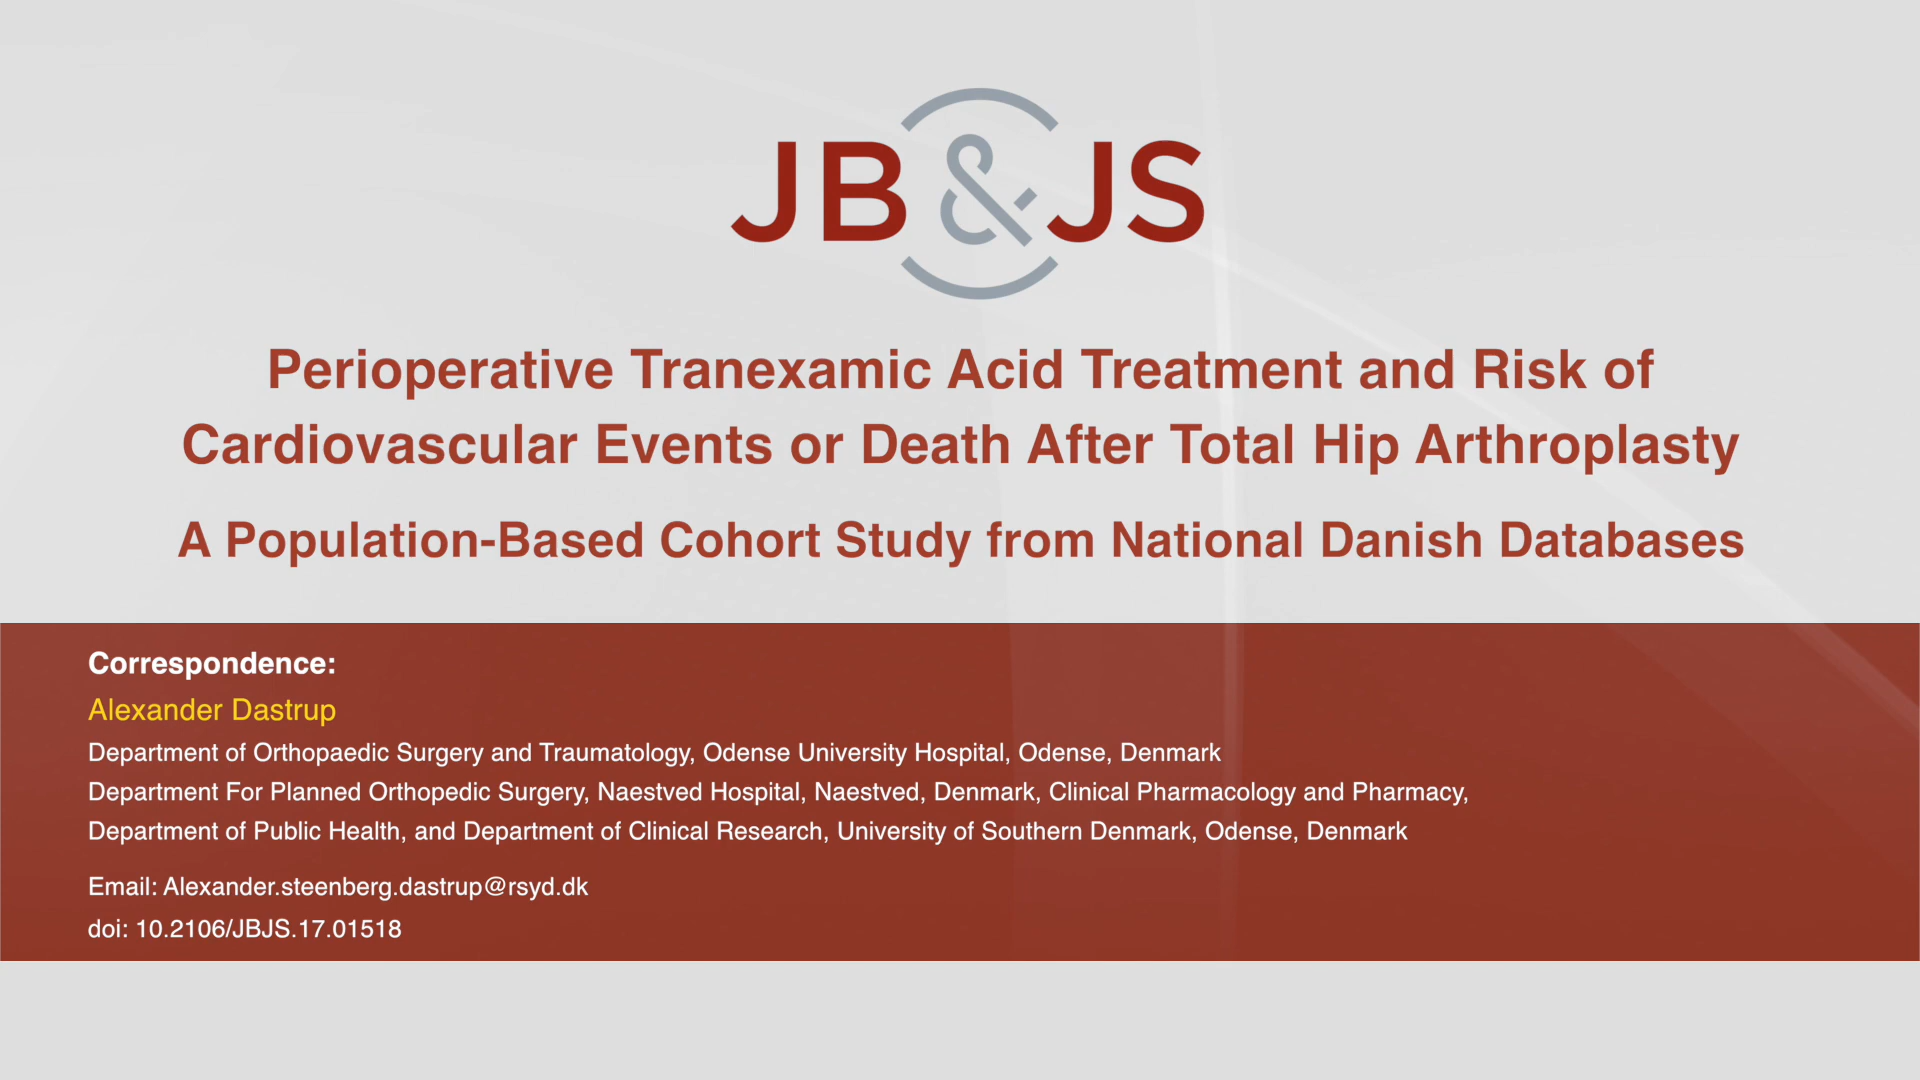 JB&JS
Perioperative Tranexamic Acid Treatment and Risk of
Cardiovascular Events or Death After Total Hip Arthroplasty
A Population-Based Cohort Study from National Danish Databases
Correspondence:
Alexander Dastrup
Department of Orthopaedic Surgery and Traumatology, Odense University Hospital, Odense, Denmark
Department For Planned Orthopedic Surgery, Naestved Hospital, Naestved, Denmark, Clinical Pharmacology and Pharmacy,
Department of Public Health, and Department of Clinical Research, University of Southern Denmark, Odense, Denmark
Email: Alexander.steenberg.dastrup@rsyd.dk
doi: 10.2106/JBJS.17.01518